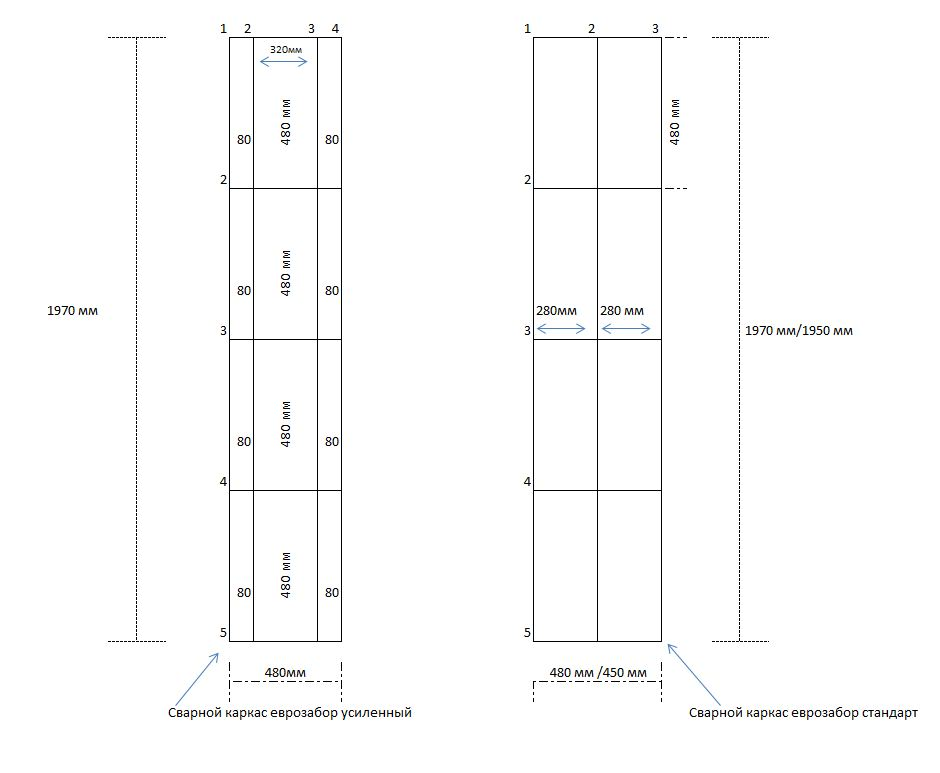 1 2 3 4
320мм
480 мм
80 80
2
480 мм
80 80
3
480 мм
80 80
4
480 мм
80 80
5
1970 мм
480мм
Сварной каркас еврозабор усиленный
1 2 3
480 мм
2
280мм 280 мм
3
4
5
1970 мм/1950 мм
480 мм /450 мм
Сварной каркас еврозабор стандарт